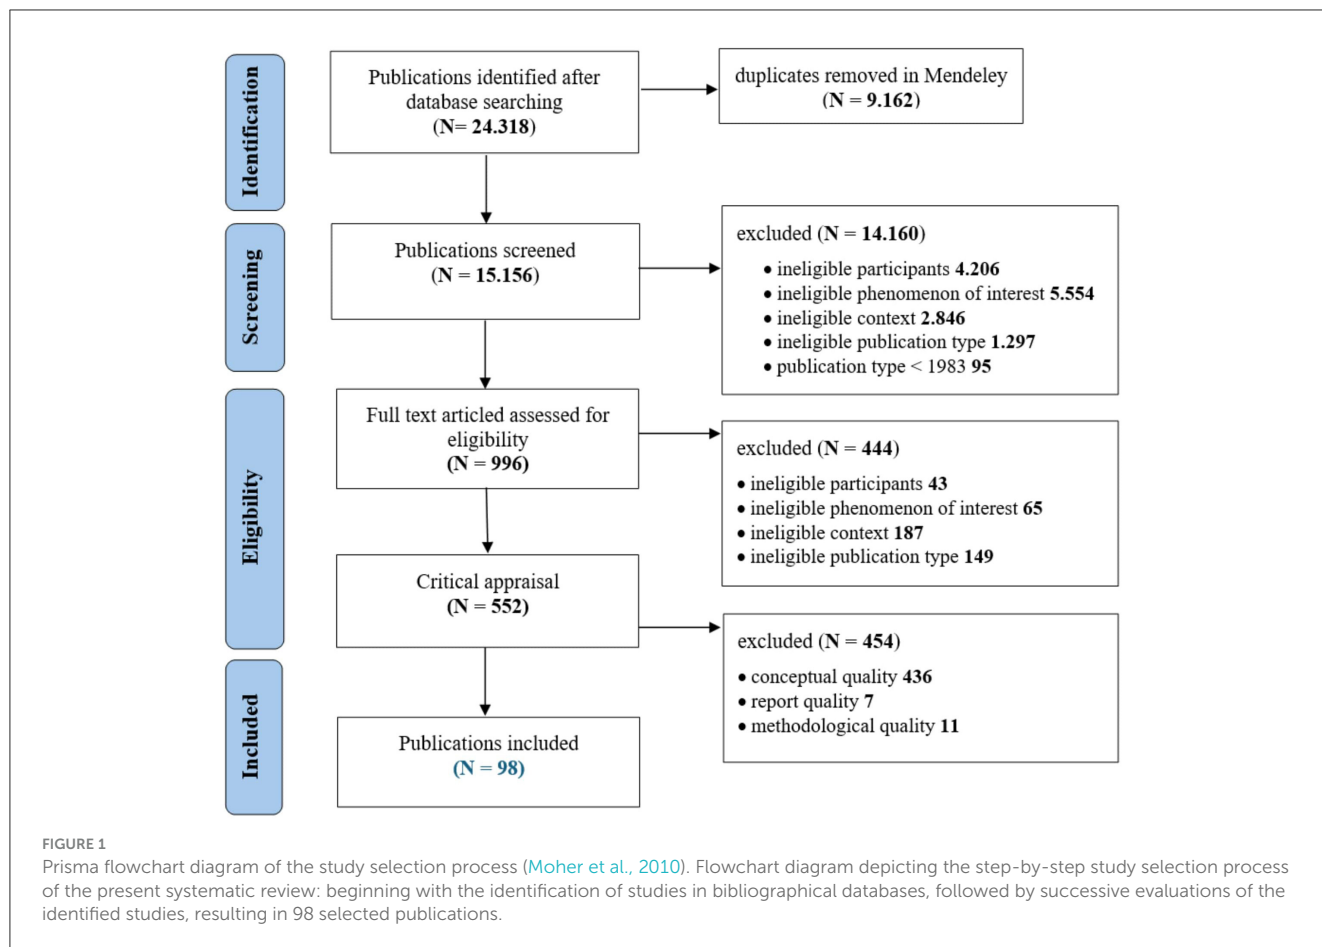 Identification
Publications identified after
database searching
(N= 24.318)
duplicates removed in Mendeley
(N = 9.162)
Screening
Publications screened
(N = 15.156)
excluded (N = 14.160)
• ineligible participants 4.206
• ineligible phenomenon of interest 5.554
• ineligible context 2.846
• ineligible publication type 1.297
• publication type < 1983 95
Eligibility
Full text articled assessed for
eligibility
(N = 996)
excluded (N = 444)
• ineligible participants 43
• ineligible phenomenon of interest 65
• ineligible context 187
• ineligible publication type 149
Critical appraisal
(N = 552)
excluded (N = 454)
• conceptual quality 436
• report quality 7
• methodological quality 11
Included
Publications included
(N = 98)
FIGURE 1
Prisma flowchart diagram of the study selection process (Moher et al., 2010). Flowchart diagram depicting the step-by-step study selection process
of the present systematic review: beginning with the identification of studies in bibliographical databases, followed by successive evaluations of the
identified studies, resulting in 98 selected publications.